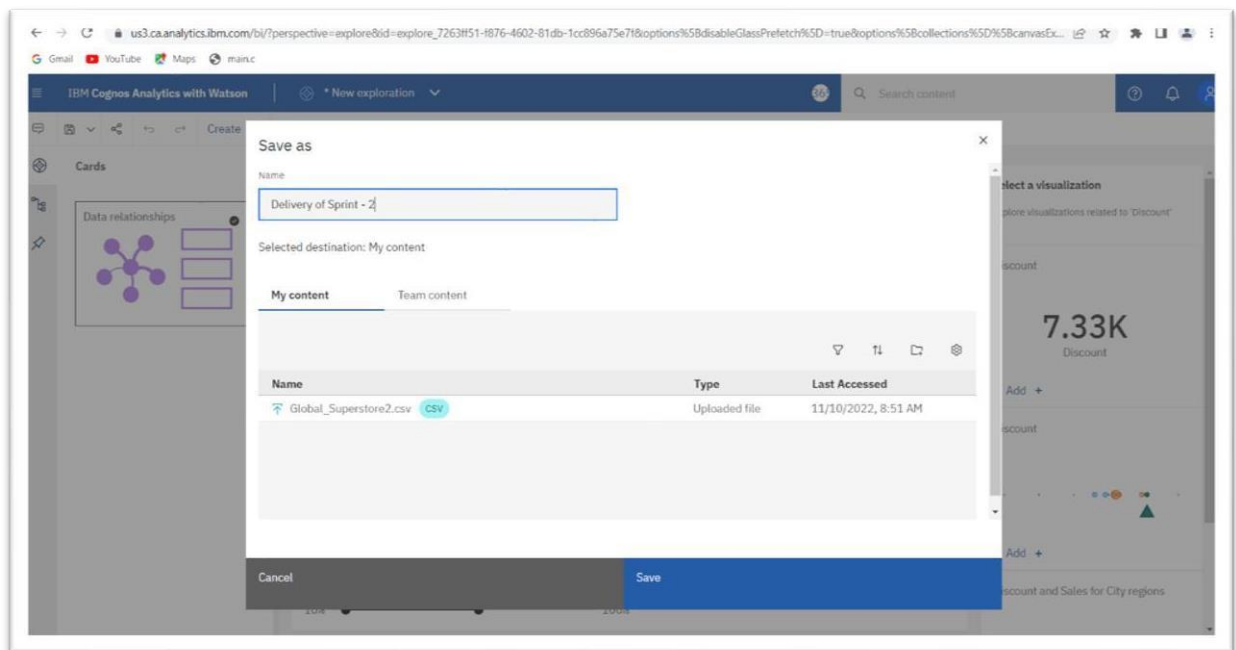 us3.ca.analytics.ibm.com/bi/?perspective=explore&id=explore_7263ff51-f876-4602-81db-1cc896a75e7f&options%5BdisableGlassPrefetch%5D=true&options%5Bcollections%5D%5BcanvasEx...
Gmail YouTube Maps main.c
IBM Cognos Analytics with Watson * New exploration Search content
Create
Cards
Data relationships
Save as
Name
Delivery of Sprint - 2
Selected destination: My content
My content Team content
Name Type Last Accessed
Global_Superstore2.csv CSV Uploaded file 11/10/2022, 8:51 AM
Cancel Save
elect a visualization
plore visualizations related to 'Discount'
iscount
7.33K
Discount
Add +
iscount
Add +
iscount and Sales for City regions